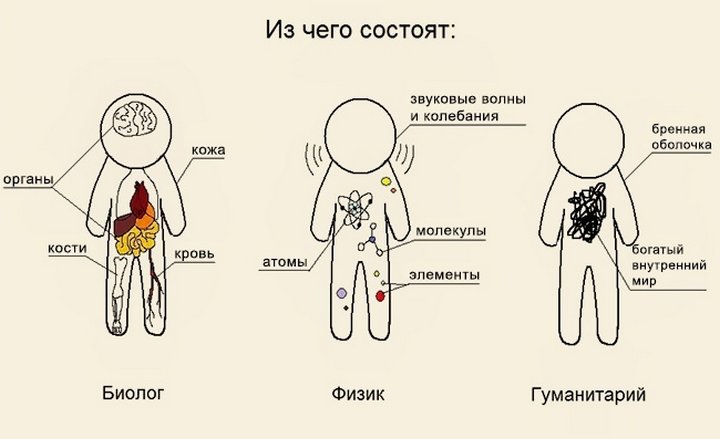 Из чего состоят:
органы
кожа
кости
кровь
Биолог
звуковые волны
и колебания
атомы
молекулы
элементы
Физик
бренная
оболочка
богатый
внутренний
мир
Гуманитарий